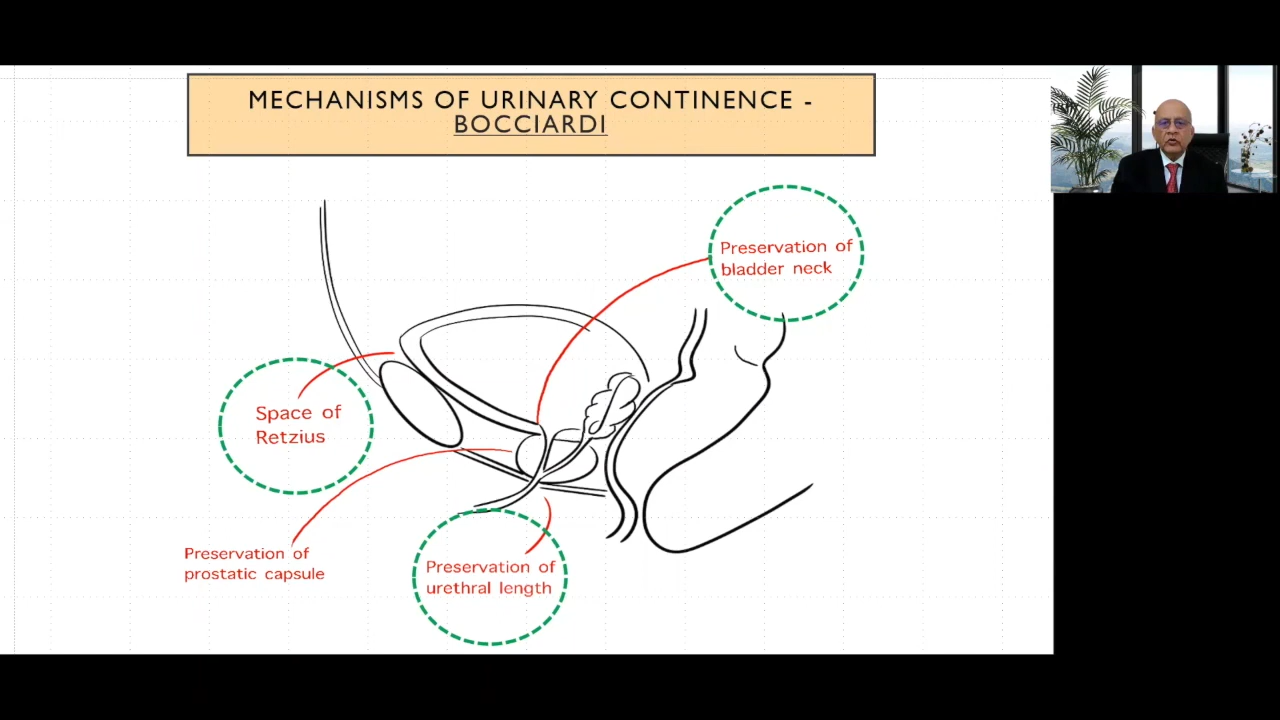 MECHANISMS OF URINARY CONTINENCE -
BOCCIARDI
Preservation of
bladder neck
Space of
Retzius
Preservation of
prostatic capsule
Preservation of
urethral length